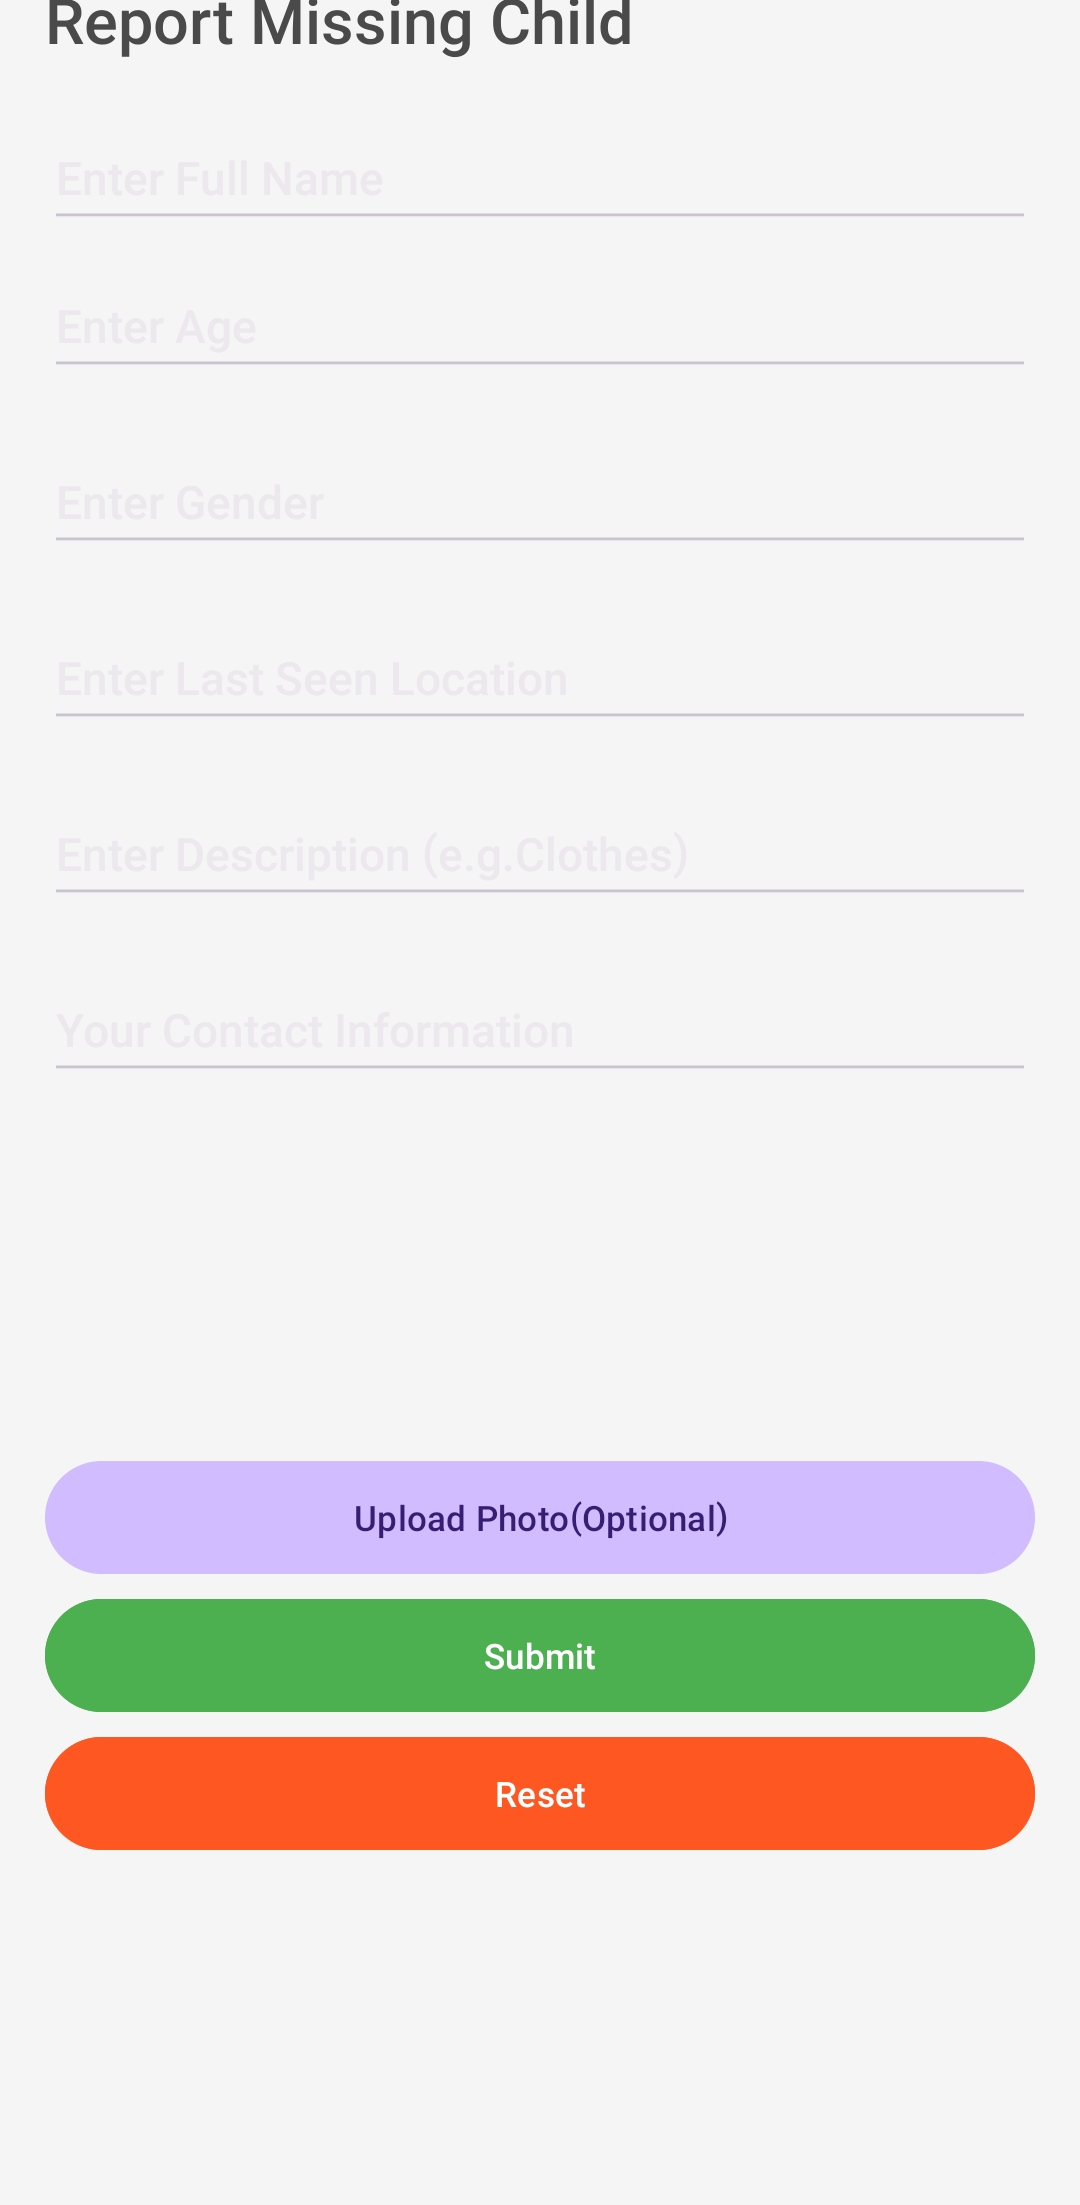 Report Missing Child
Enter Full Name
Enter Age
Enter Gender
Enter Last Seen Location
Enter Description (e.g.Clothes)
Your Contact Information
Upload Photo(Optional)
Submit
Reset